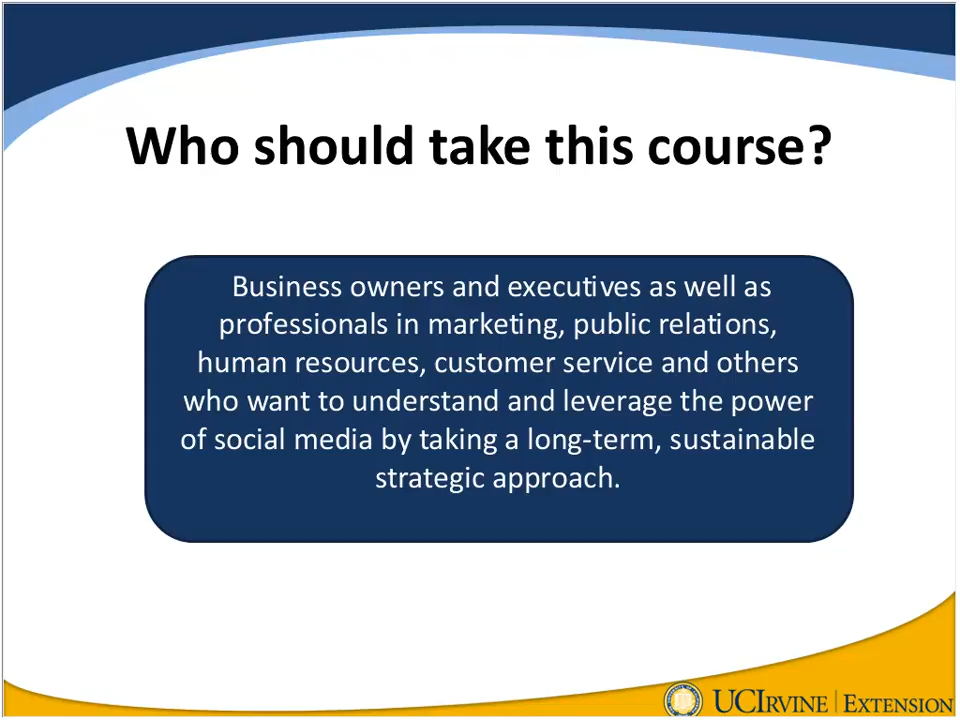 Who should take this course?
Business owners and executives as well as
professionals in marketing, public relations,
human resources, customer service and others
who want to understand and leverage the power
of social media by taking a long-term, sustainable
strategic approach.
UCIRVINE | EXTENSION